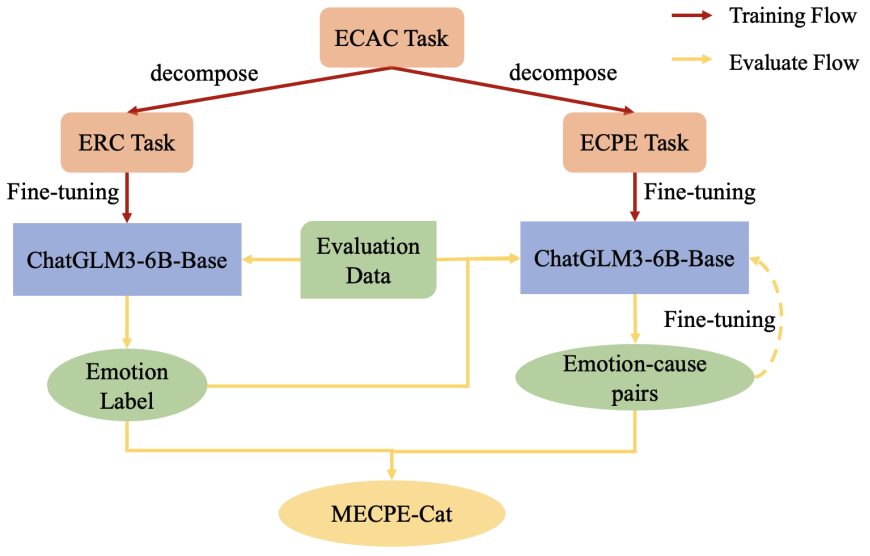 ECAC Task
Training Flow
Evaluate Flow
decompose
decompose
ERC Task
ECPE Task
Fine-tuning
Fine-tuning
ChatGLM3-6B-Base
Evaluation
Data
ChatGLM3-6B-Base
Fine-tuning
Emotion
Label
Emotion-cause
pairs
MECPE-Cat